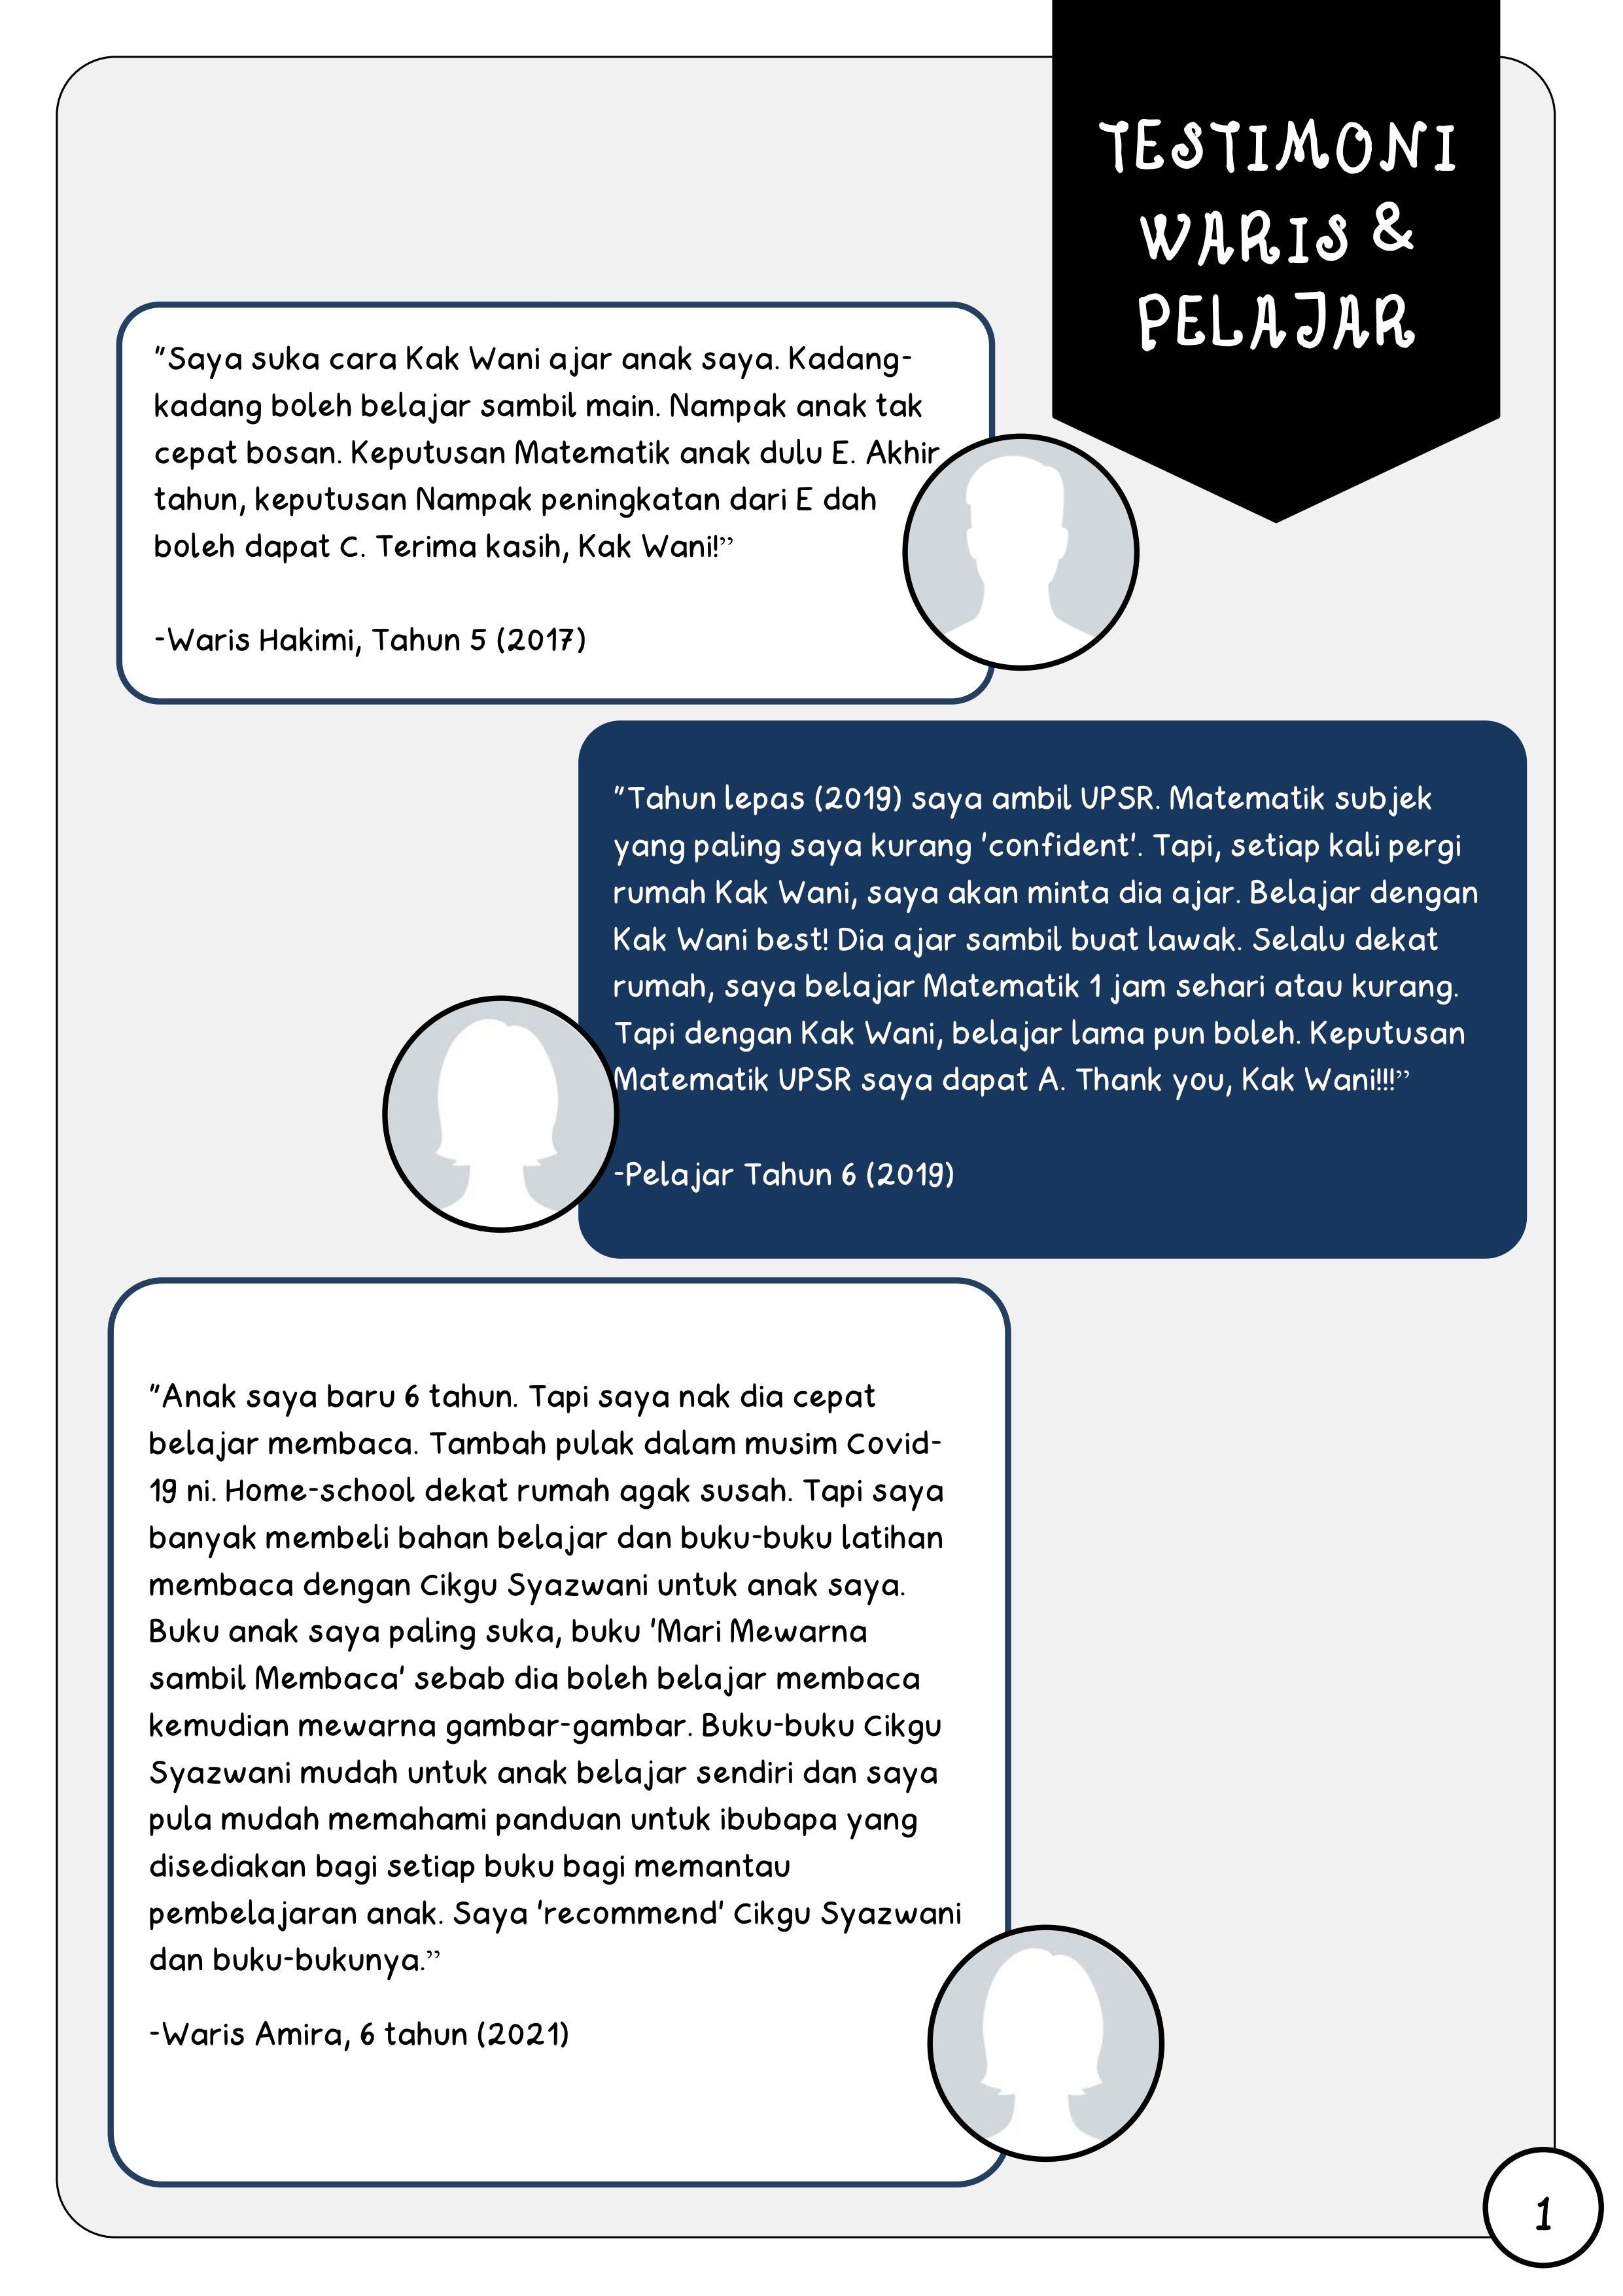 TESTIMONI
WARIS &
PELAJAR
"Saya suka cara Kak Wani ajar anak saya. Kadang-
kadang boleh belajar sambil main. Nampak anak tak
cepat bosan. Keputusan Matematik anak dulu E. Akhir
tahun, keputusan Nampak peningkatan dari E dah
boleh dapat C. Terima kasih, Kak Wani!”
-Waris Hakimi, Tahun 5 (2017)
"Tahun lepas (2019) saya ambil UPSR. Matematik subjek
yang paling saya kurang 'confident'. Tapi, setiap kali pergi
rumah Kak Wani, saya akan minta dia ajar. Belajar dengan
Kak Wani best! Dia ajar sambil buat lawak. Selalu dekat
rumah, saya belajar Matematik 1 jam sehari atau kurang.
Tapi dengan Kak Wani, belajar lama pun boleh. Keputusan
Matematik UPSR saya dapat A. Thank you, Kak Wani!!!”
-Pelajar Tahun 6 (2019)
"Anak saya baru 6 tahun. Tapi saya nak dia cepat
belajar membaca. Tambah pulak dalam musim Covid-
19 ni. Home-school dekat rumah agak susah. Tapi saya
banyak membeli bahan belajar dan buku-buku latihan
membaca dengan Cikgu Syazwani untuk anak saya.
Buku anak saya paling suka, buku 'Mari Mewarna
sambil Membaca' sebab dia boleh belajar membaca
kemudian mewarna gambar-gambar. Buku-buku Cikgu
Syazwani mudah untuk anak belajar sendiri dan saya
pula mudah memahami panduan untuk ibubapa yang
disediakan bagi setiap buku bagi memantau
pembelajaran anak. Saya 'recommend' Cikgu Syazwani
dan buku-bukunya.”
-Waris Amira, 6 tahun (2021)
1